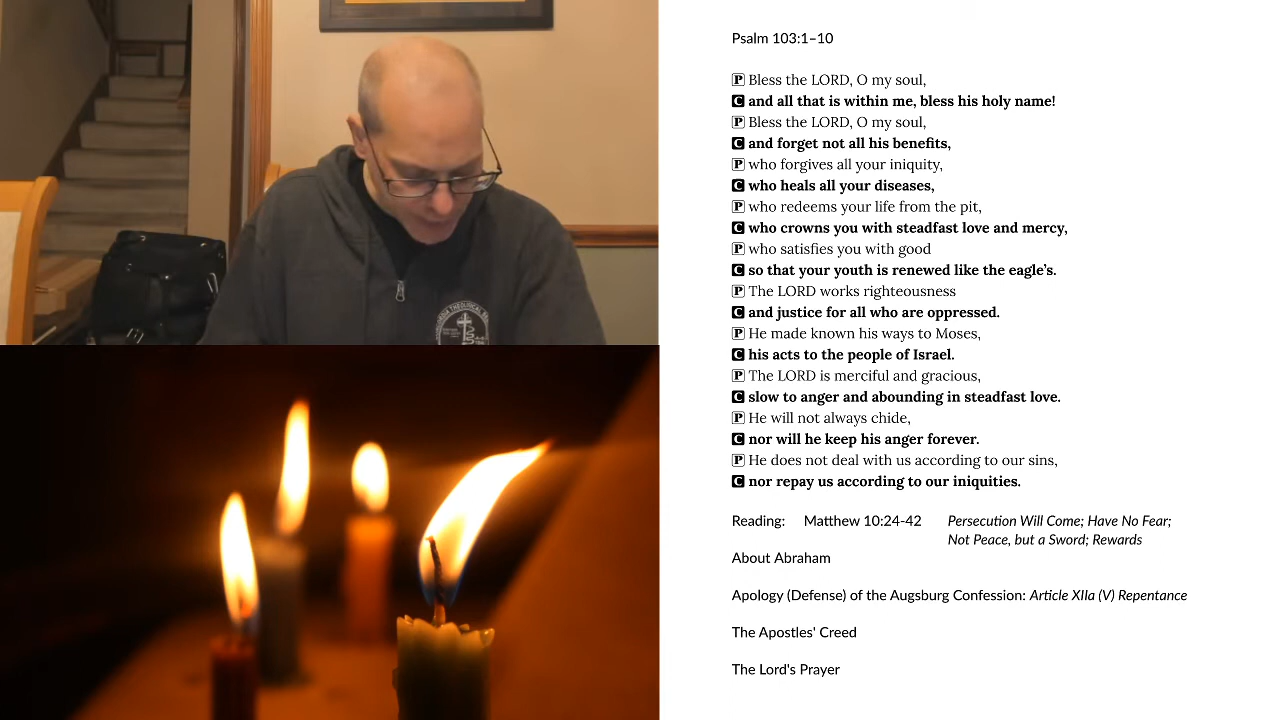 Psalm 103:1–10
P Bless the LORD, O my soul,
C and all that is within me, bless his holy name!
P Bless the LORD, O my soul,
C and forget not all his benefits,
P who forgives all your iniquity,
C who heals all your diseases,
P who redeems your life from the pit,
C who crowns you with steadfast love and mercy,
P who satisfies you with good
C so that your youth is renewed like the eagle’s.
P The LORD works righteousness
C and justice for all who are oppressed.
P He made known his ways to Moses,
C his acts to the people of Israel.
P The LORD is merciful and gracious,
C slow to anger and abounding in steadfast love.
P He will not always chide,
C nor will he keep his anger forever.
P He does not deal with us according to our sins,
C nor repay us according to our iniquities.
Reading: Matthew 10:24-42 Persecution Will Come; Have No Fear;
Not Peace, but a Sword; Rewards
About Abraham
Apology (Defense) of the Augsburg Confession: Article XIIa (V) Repentance
The Apostles' Creed
The Lord's Prayer